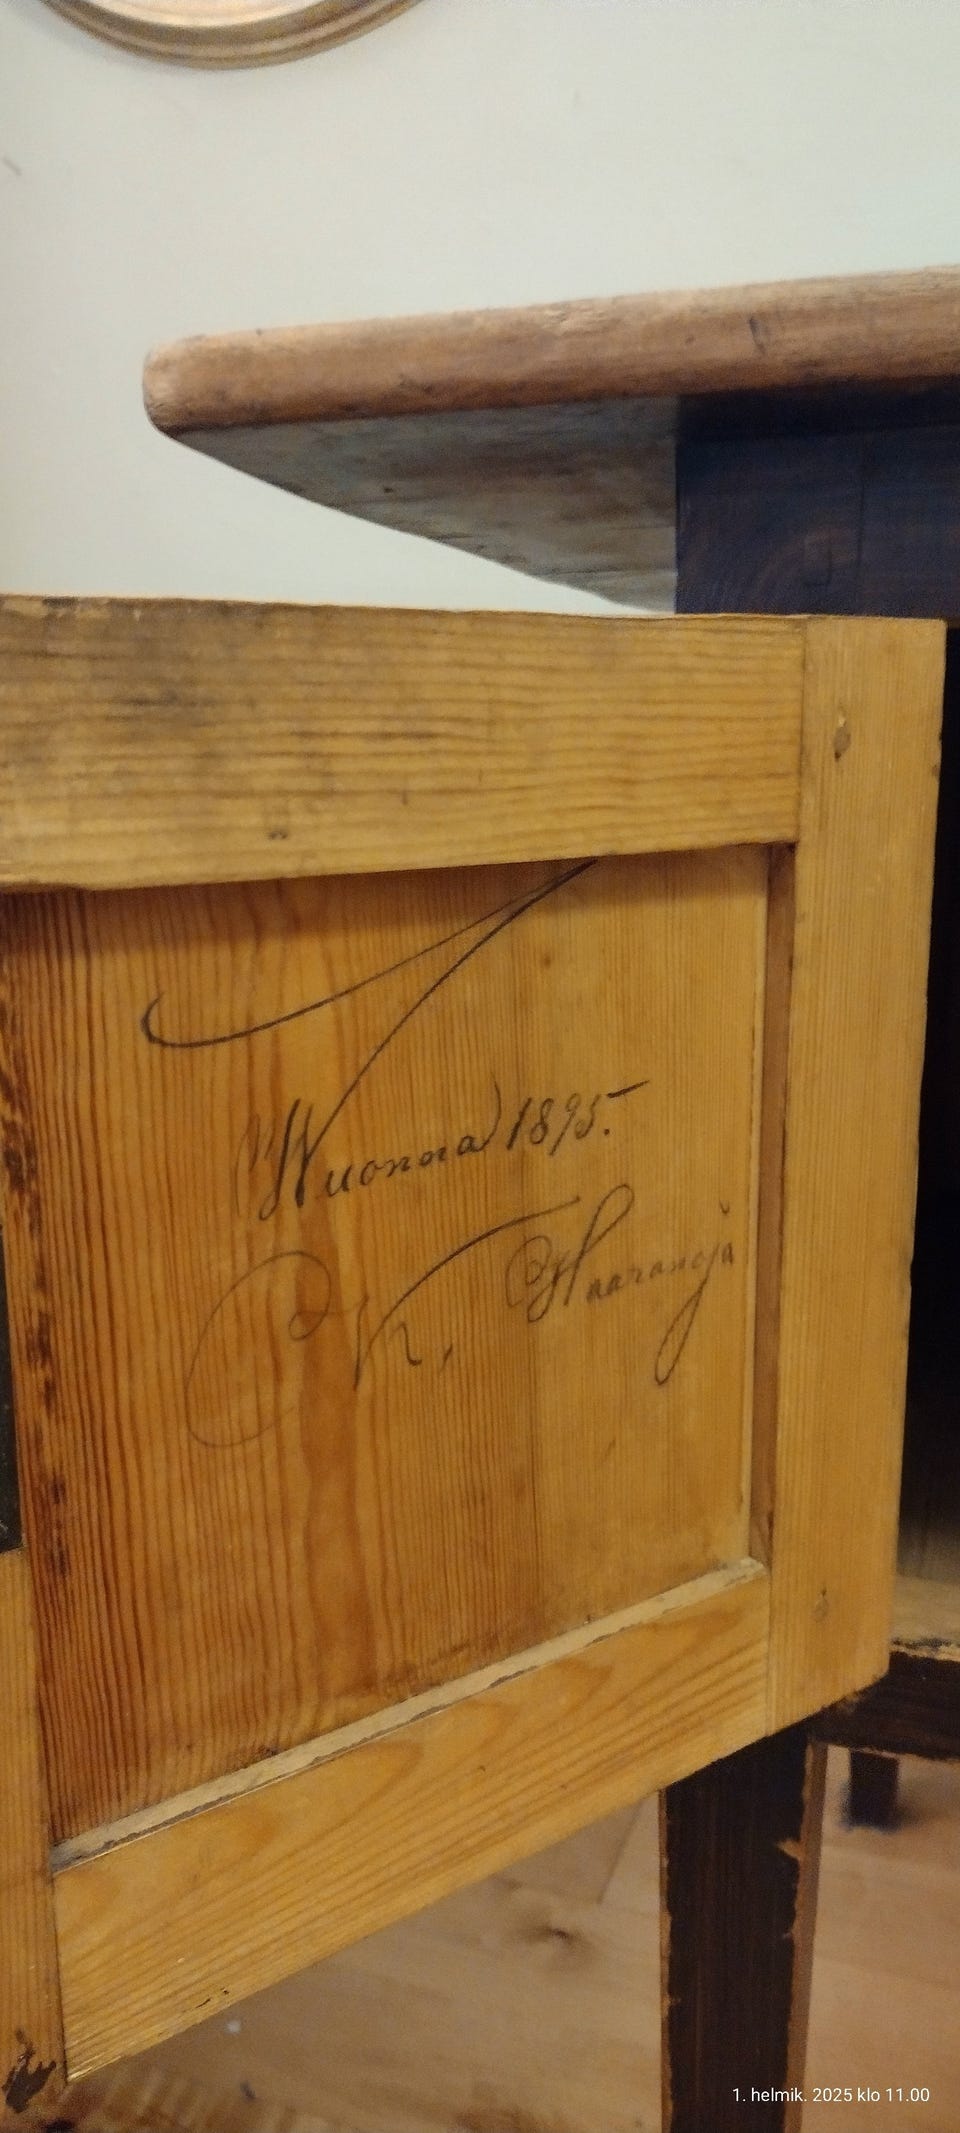 Wuonna 1895.
K. Haaranoja
1. helmik. 2025 klo 11.00